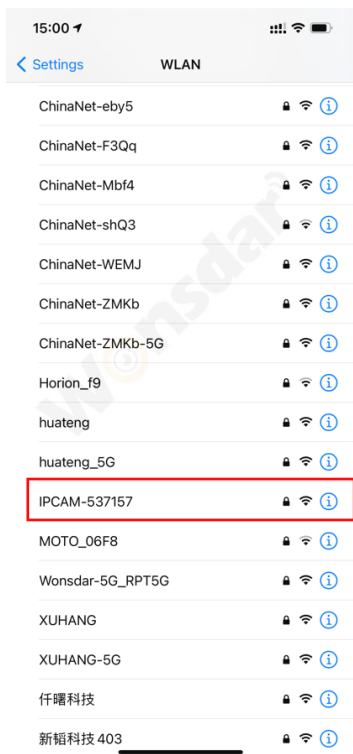 15:00
Settings
WLAN
ChinaNet-eby5
ChinaNet-F3Qq
ChinaNet-Mbf4
ChinaNet-shQ3
ChinaNet-WEMJ
ChinaNet-ZMKb
ChinaNet-ZMKb-5G
Horion_f9
huateng
huateng_5G
IPCAM-537157
MOTO_06F8
Wonsdar-5G_RPT5G
XUHANG
XUHANG-5G
仟曙科技
新韬科技 403
wonsdar